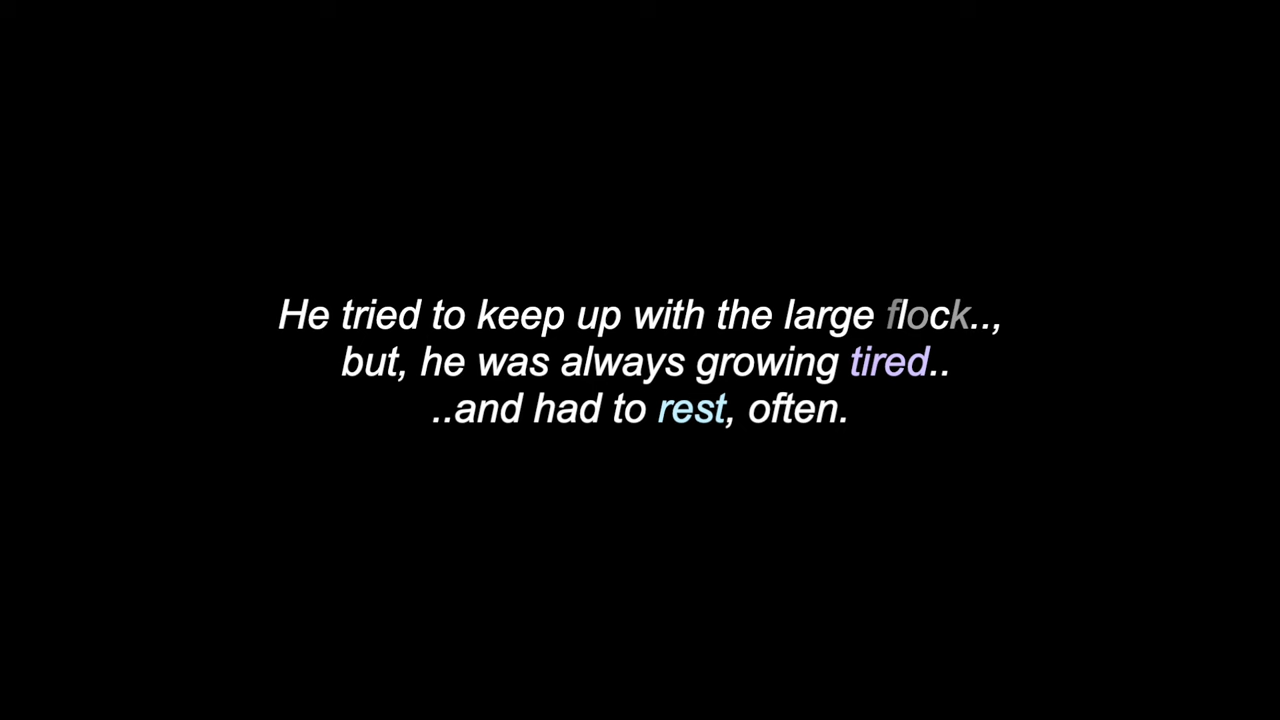 He tried to keep up with the large flock..,
but, he was always growing tired..
..and had to rest, often.